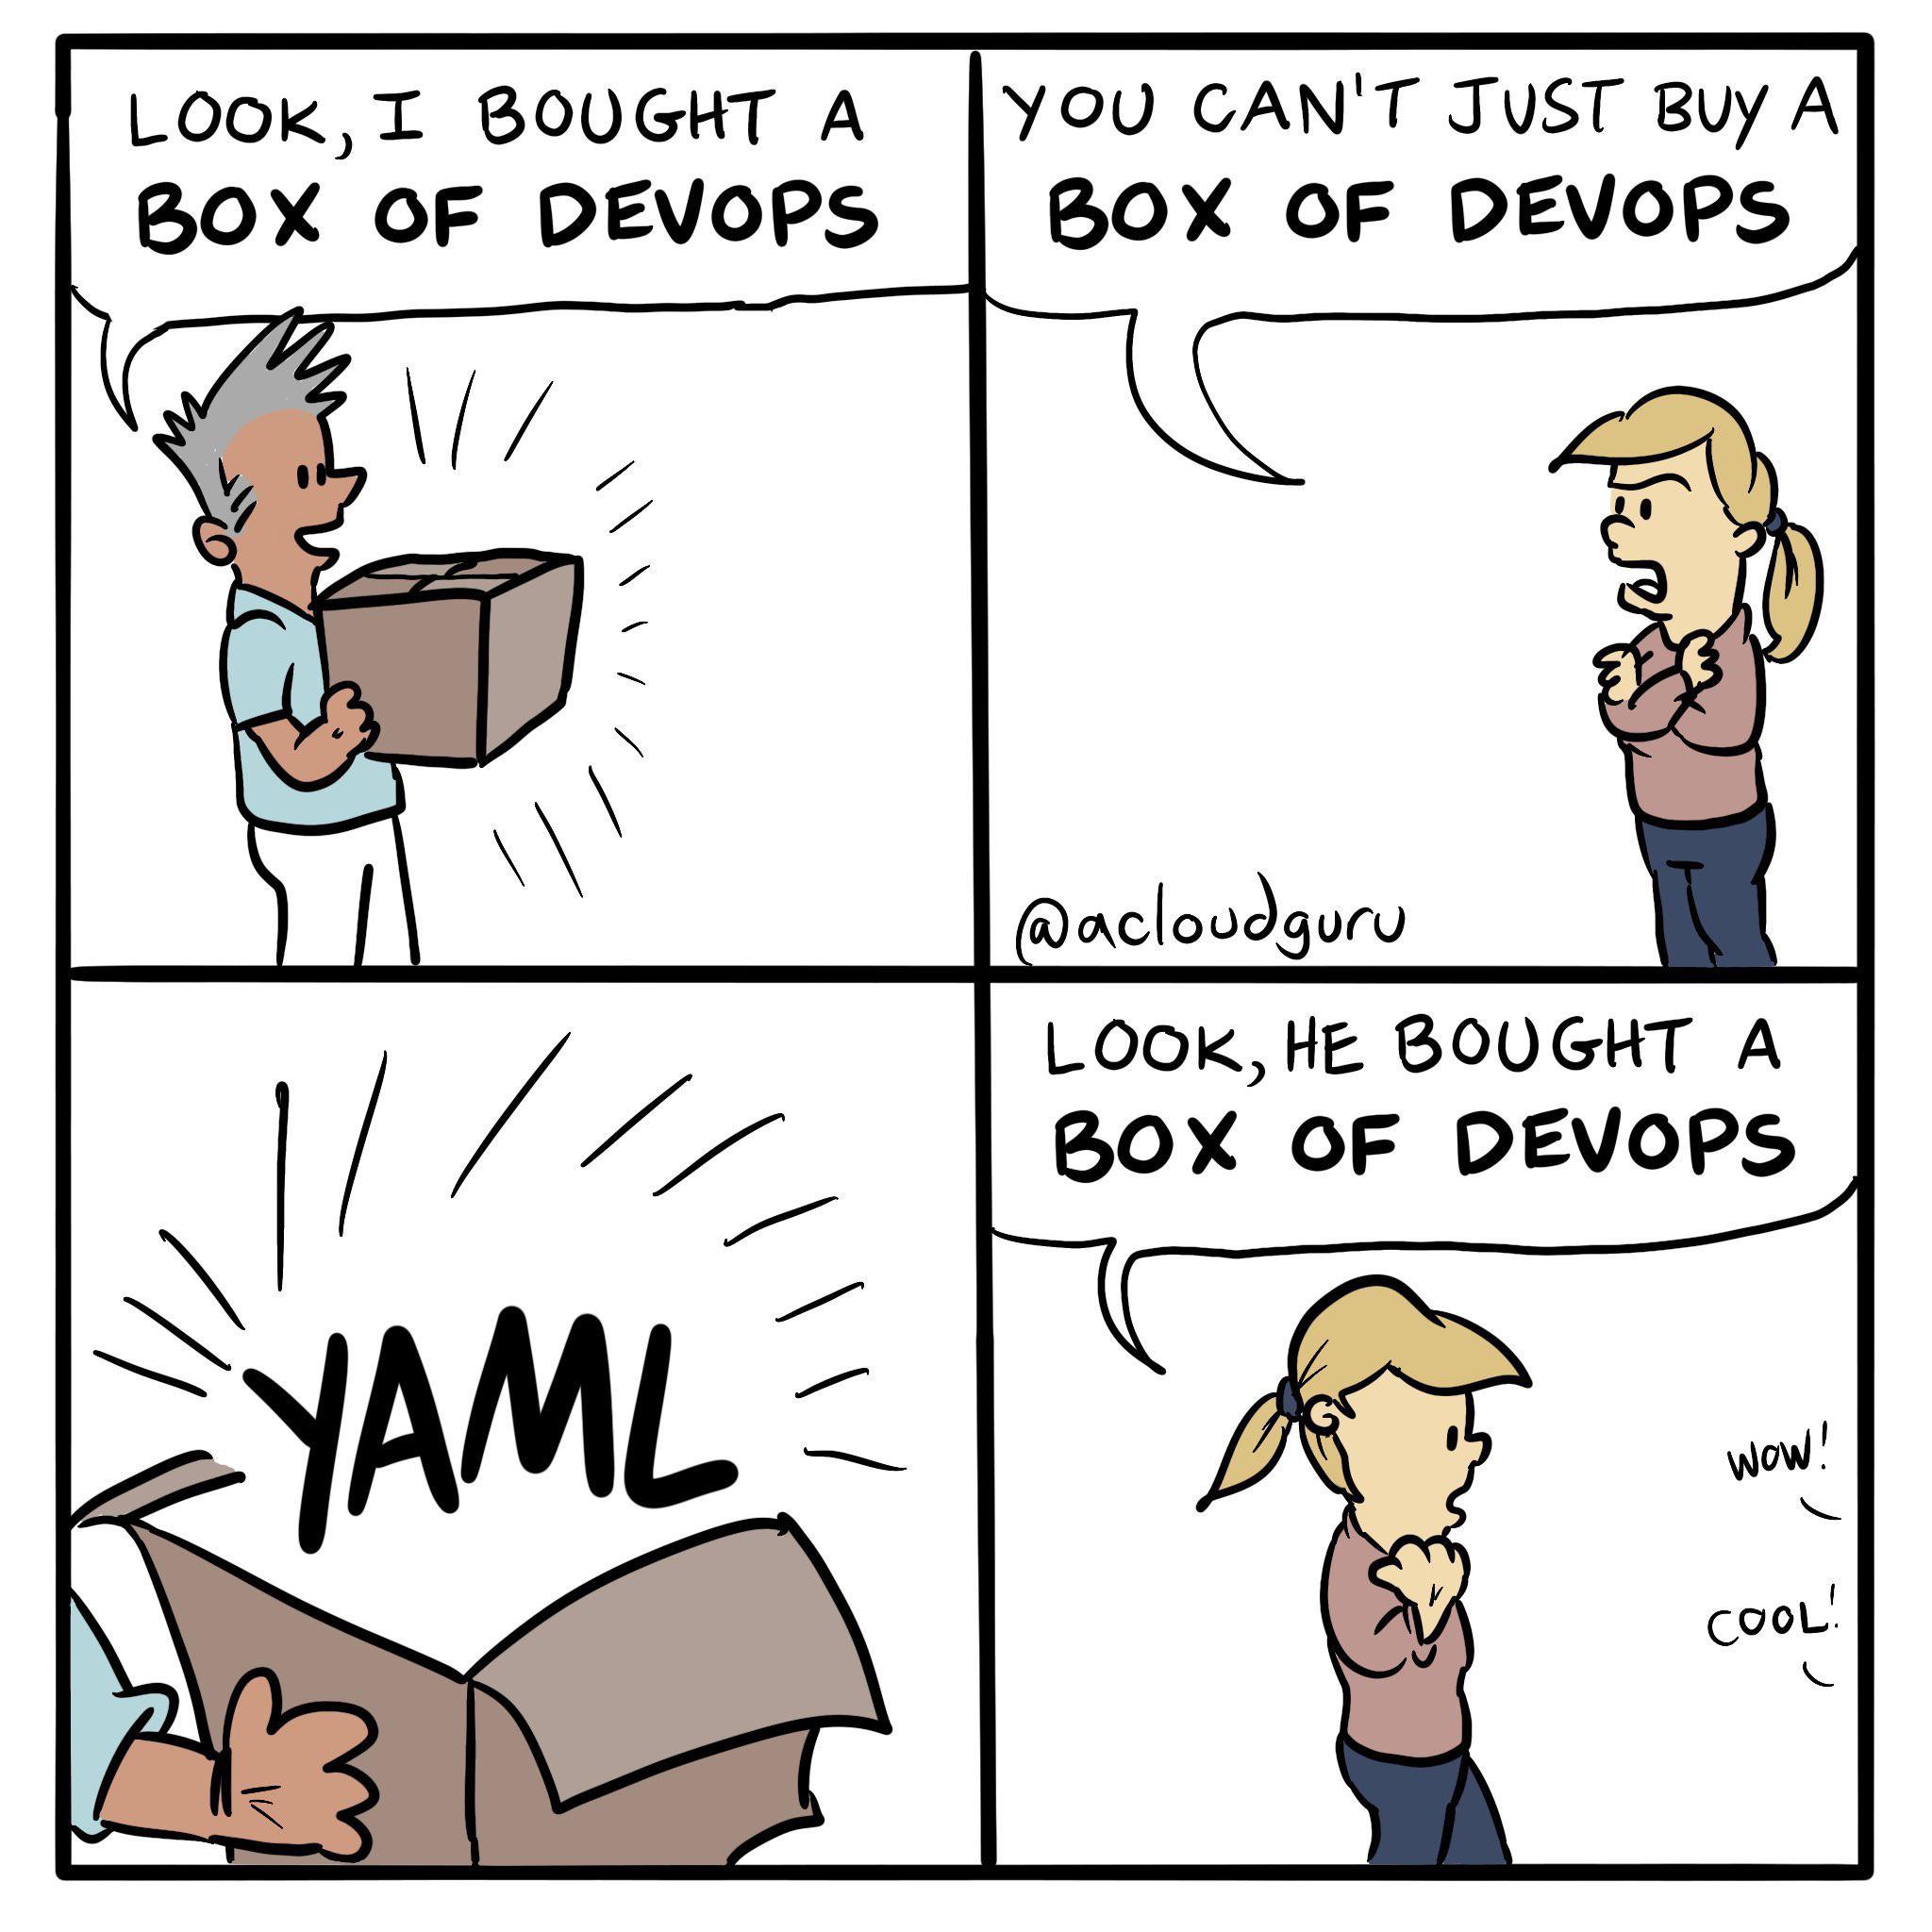 LOOK, I BOUGHT A
BOX OF DEVOPS
YOU CAN'T JUST BUY A
BOX OF DEVOPS
@acloudguru
YAML
LOOK, HE BOUGHT A
BOX OF DEVOPS
WOW!
COOL!